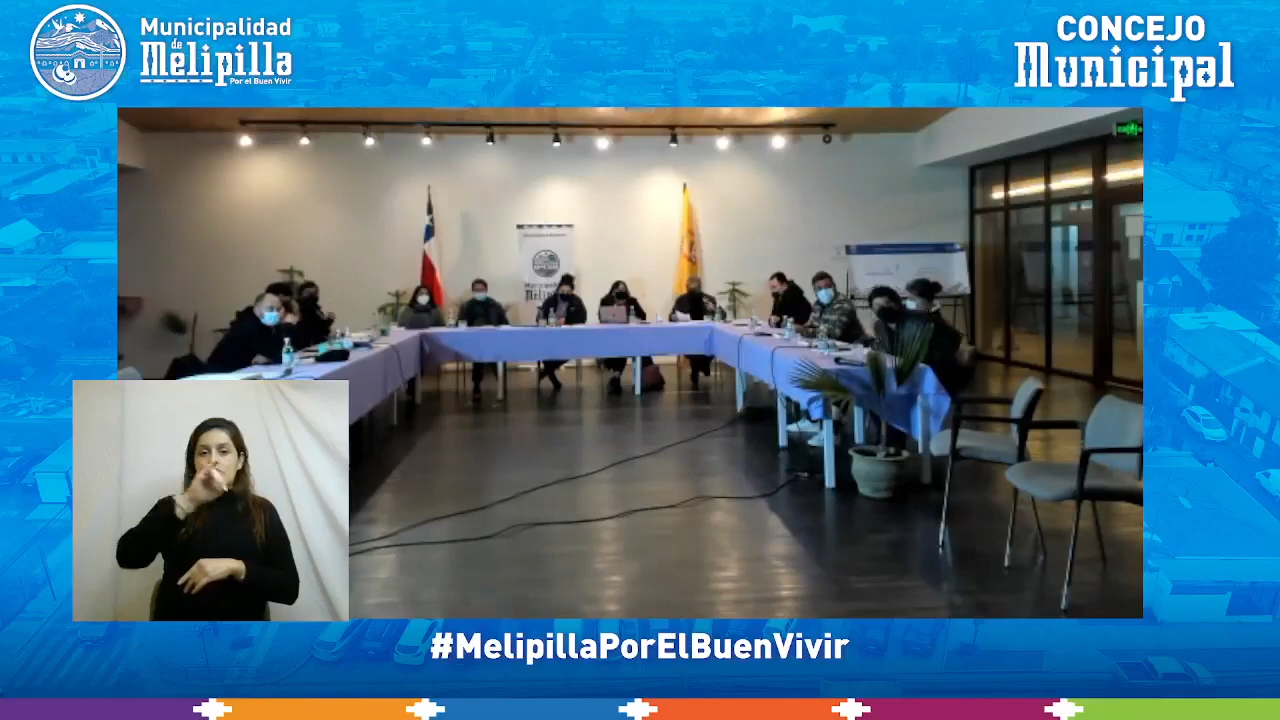 Municipalidad
de
Melipilla
Por el Buen Vivir
CONCEJO
Municipal
#MelipillaPorElBuenVivir